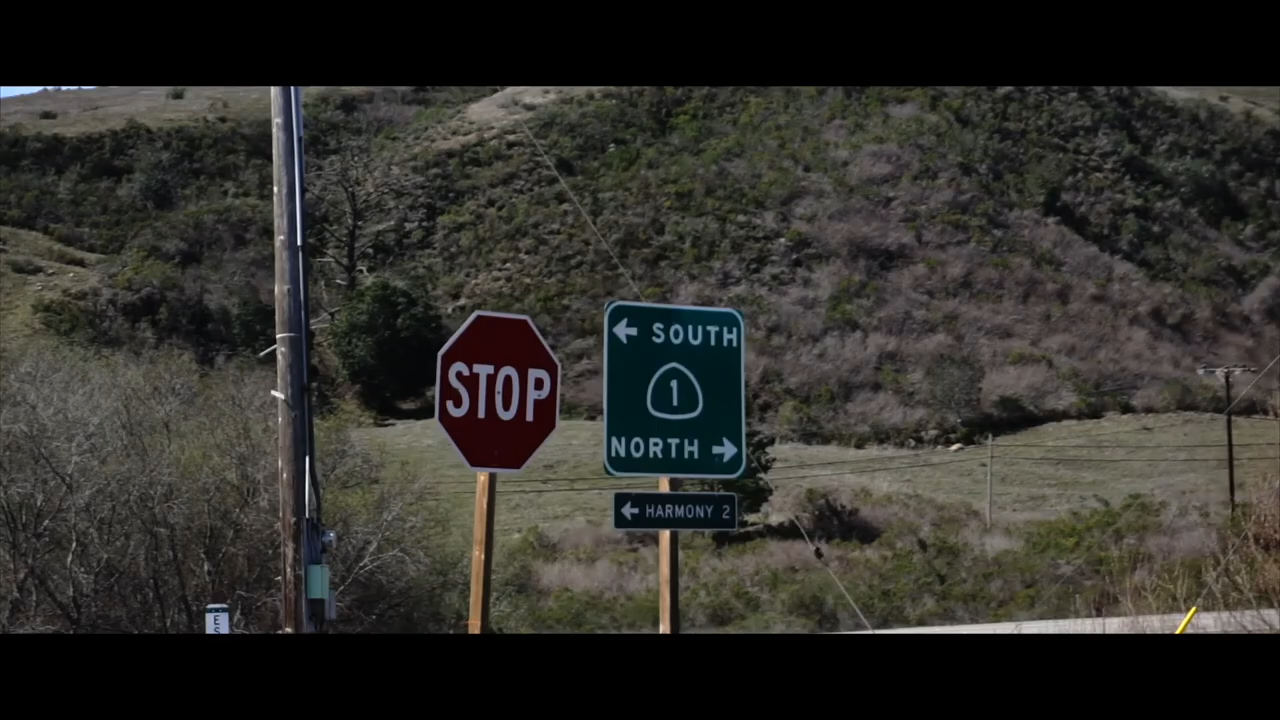 STOP
← SOUTH
1
NORTH →
← HARMONY 2